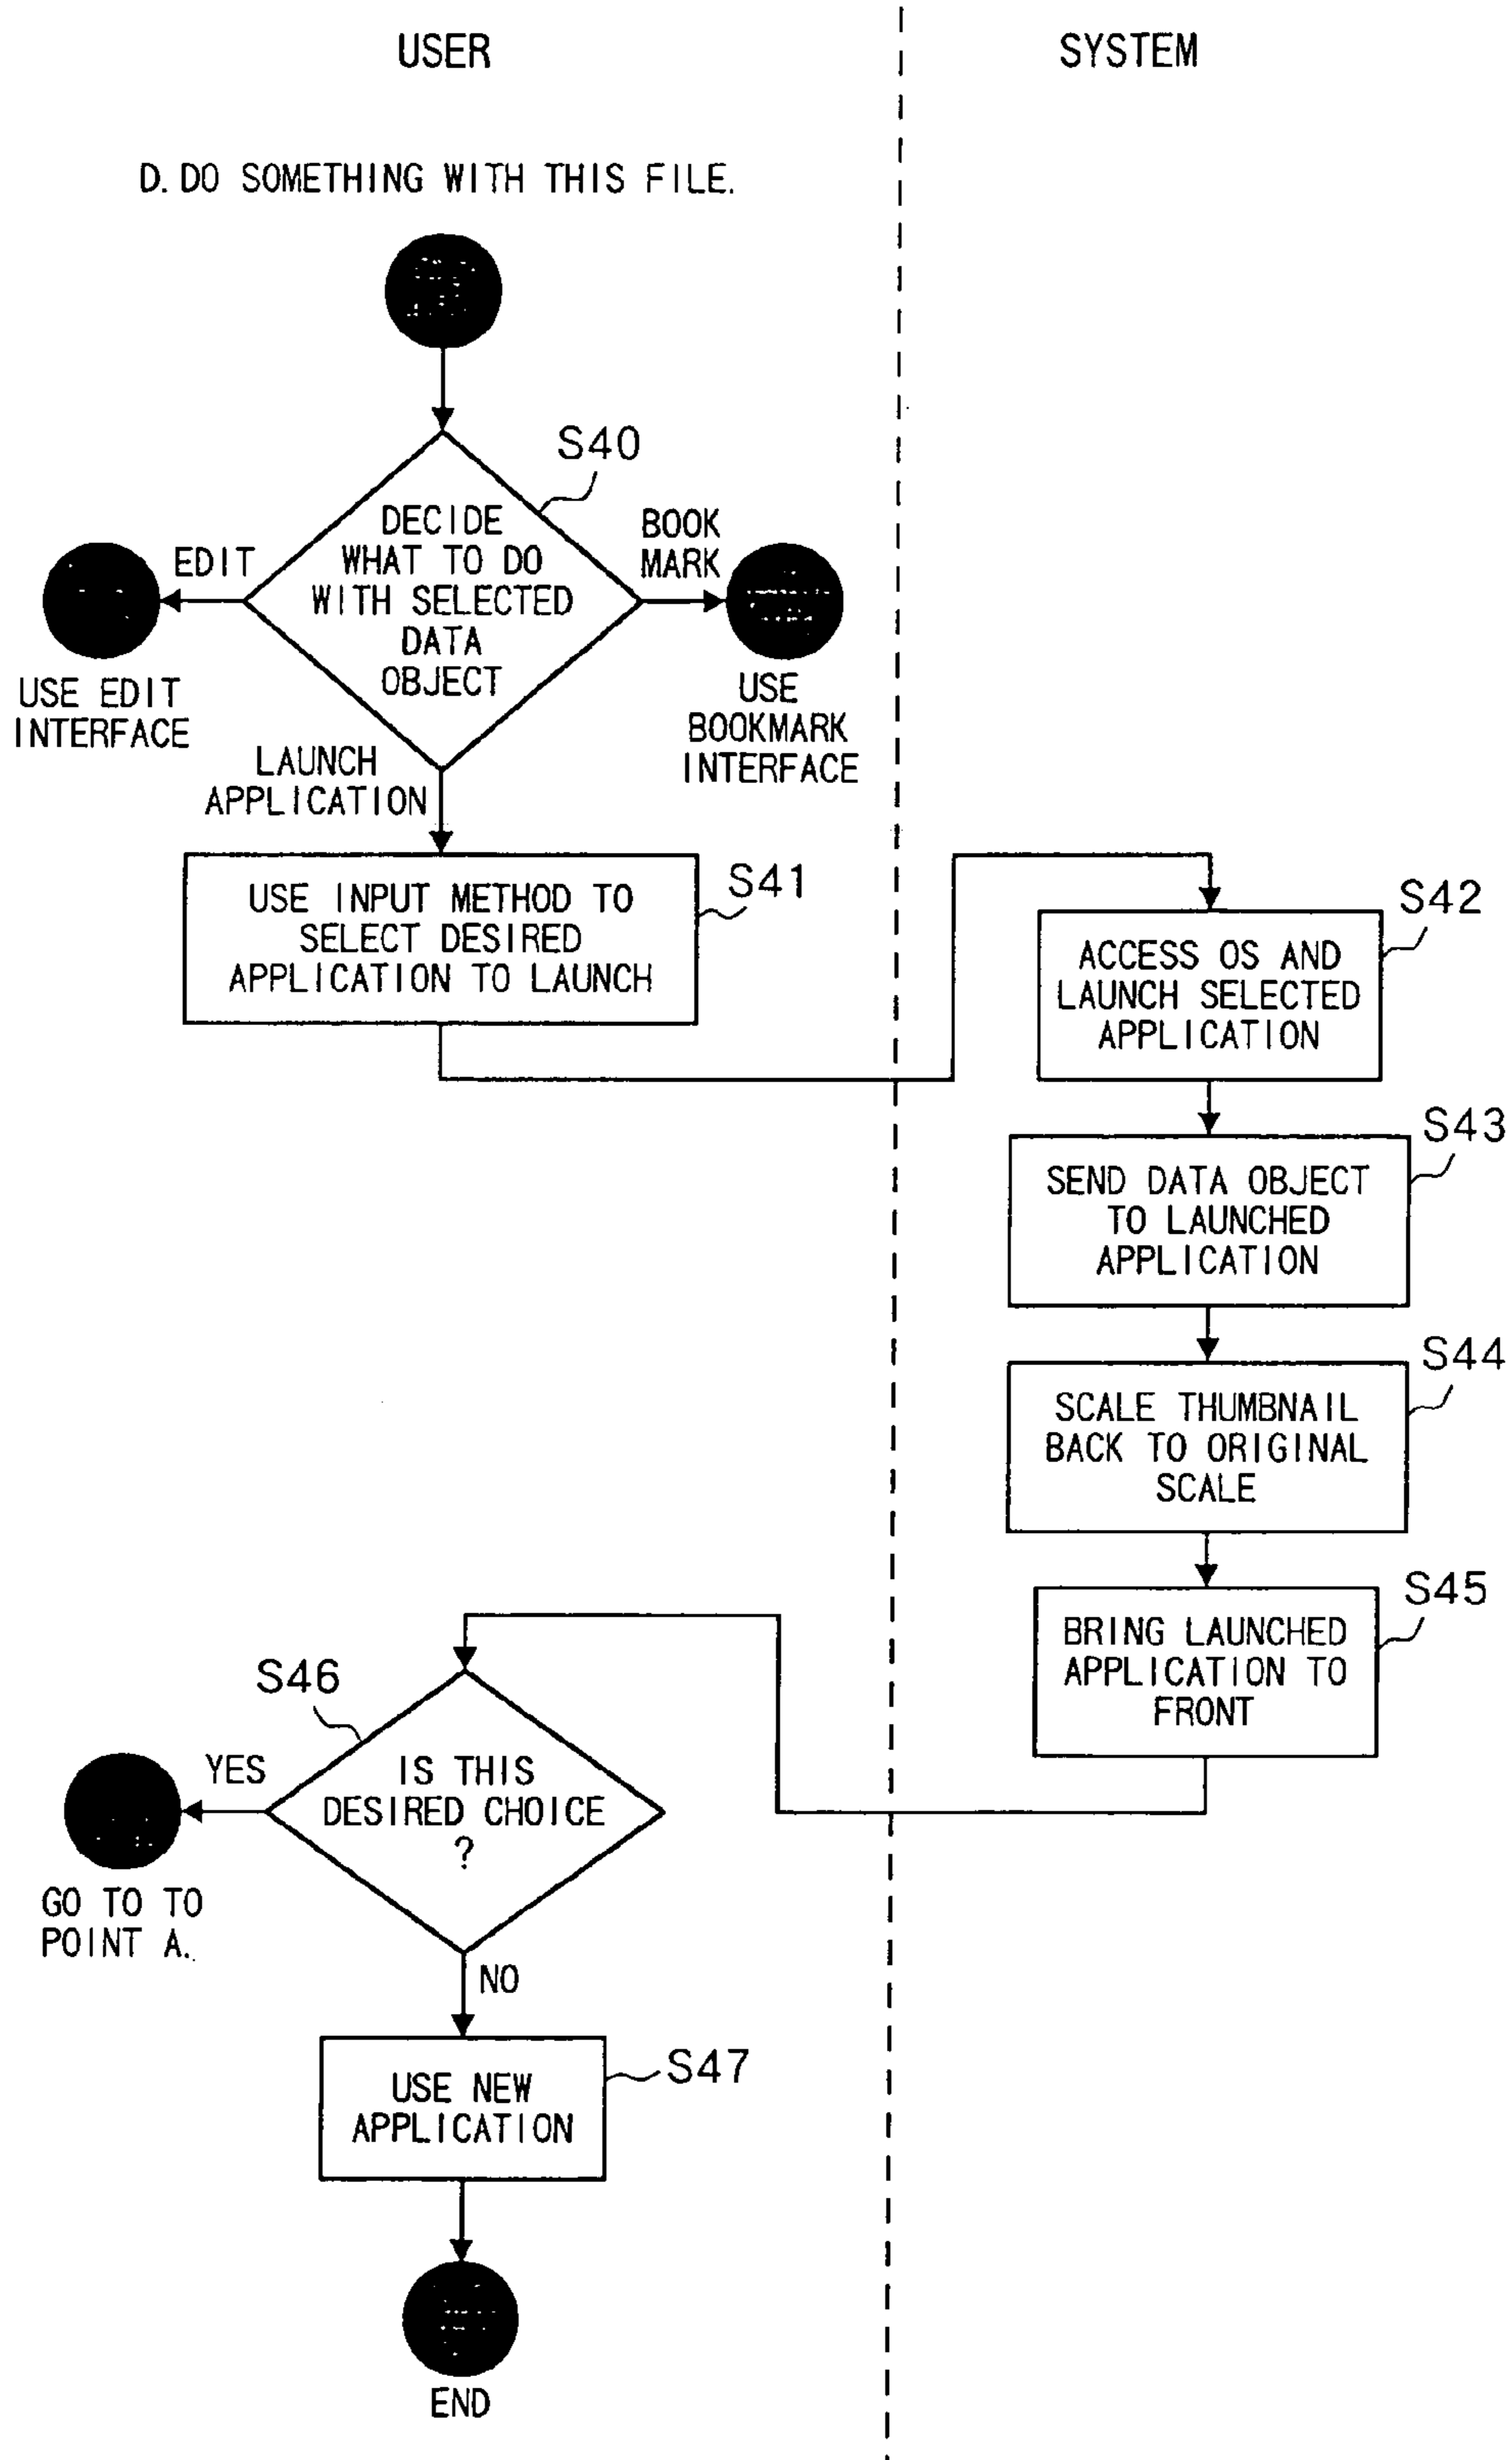 USER
SYSTEM
D. DO SOMETHING WITH THIS FILE.
S40
DECIDE
WHAT TO DO
WITH SELECTED
DATA
OBJECT
EDIT
USE EDIT
INTERFACE
BOOK
MARK
USE
BOOKMARK
INTERFACE
LAUNCH
APPLICATION
S41
USE INPUT METHOD TO
SELECT DESIRED
APPLICATION TO LAUNCH
S42
ACCESS OS AND
LAUNCH SELECTED
APPLICATION
S43
SEND DATA OBJECT
TO LAUNCHED
APPLICATION
S44
SCALE THUMBNAIL
BACK TO ORIGINAL
SCALE
S45
BRING LAUNCHED
APPLICATION TO
FRONT
S46
IS THIS
DESIRED CHOICE
?
YES
GO TO TO
POINT A.
NO
S47
USE NEW
APPLICATION
END